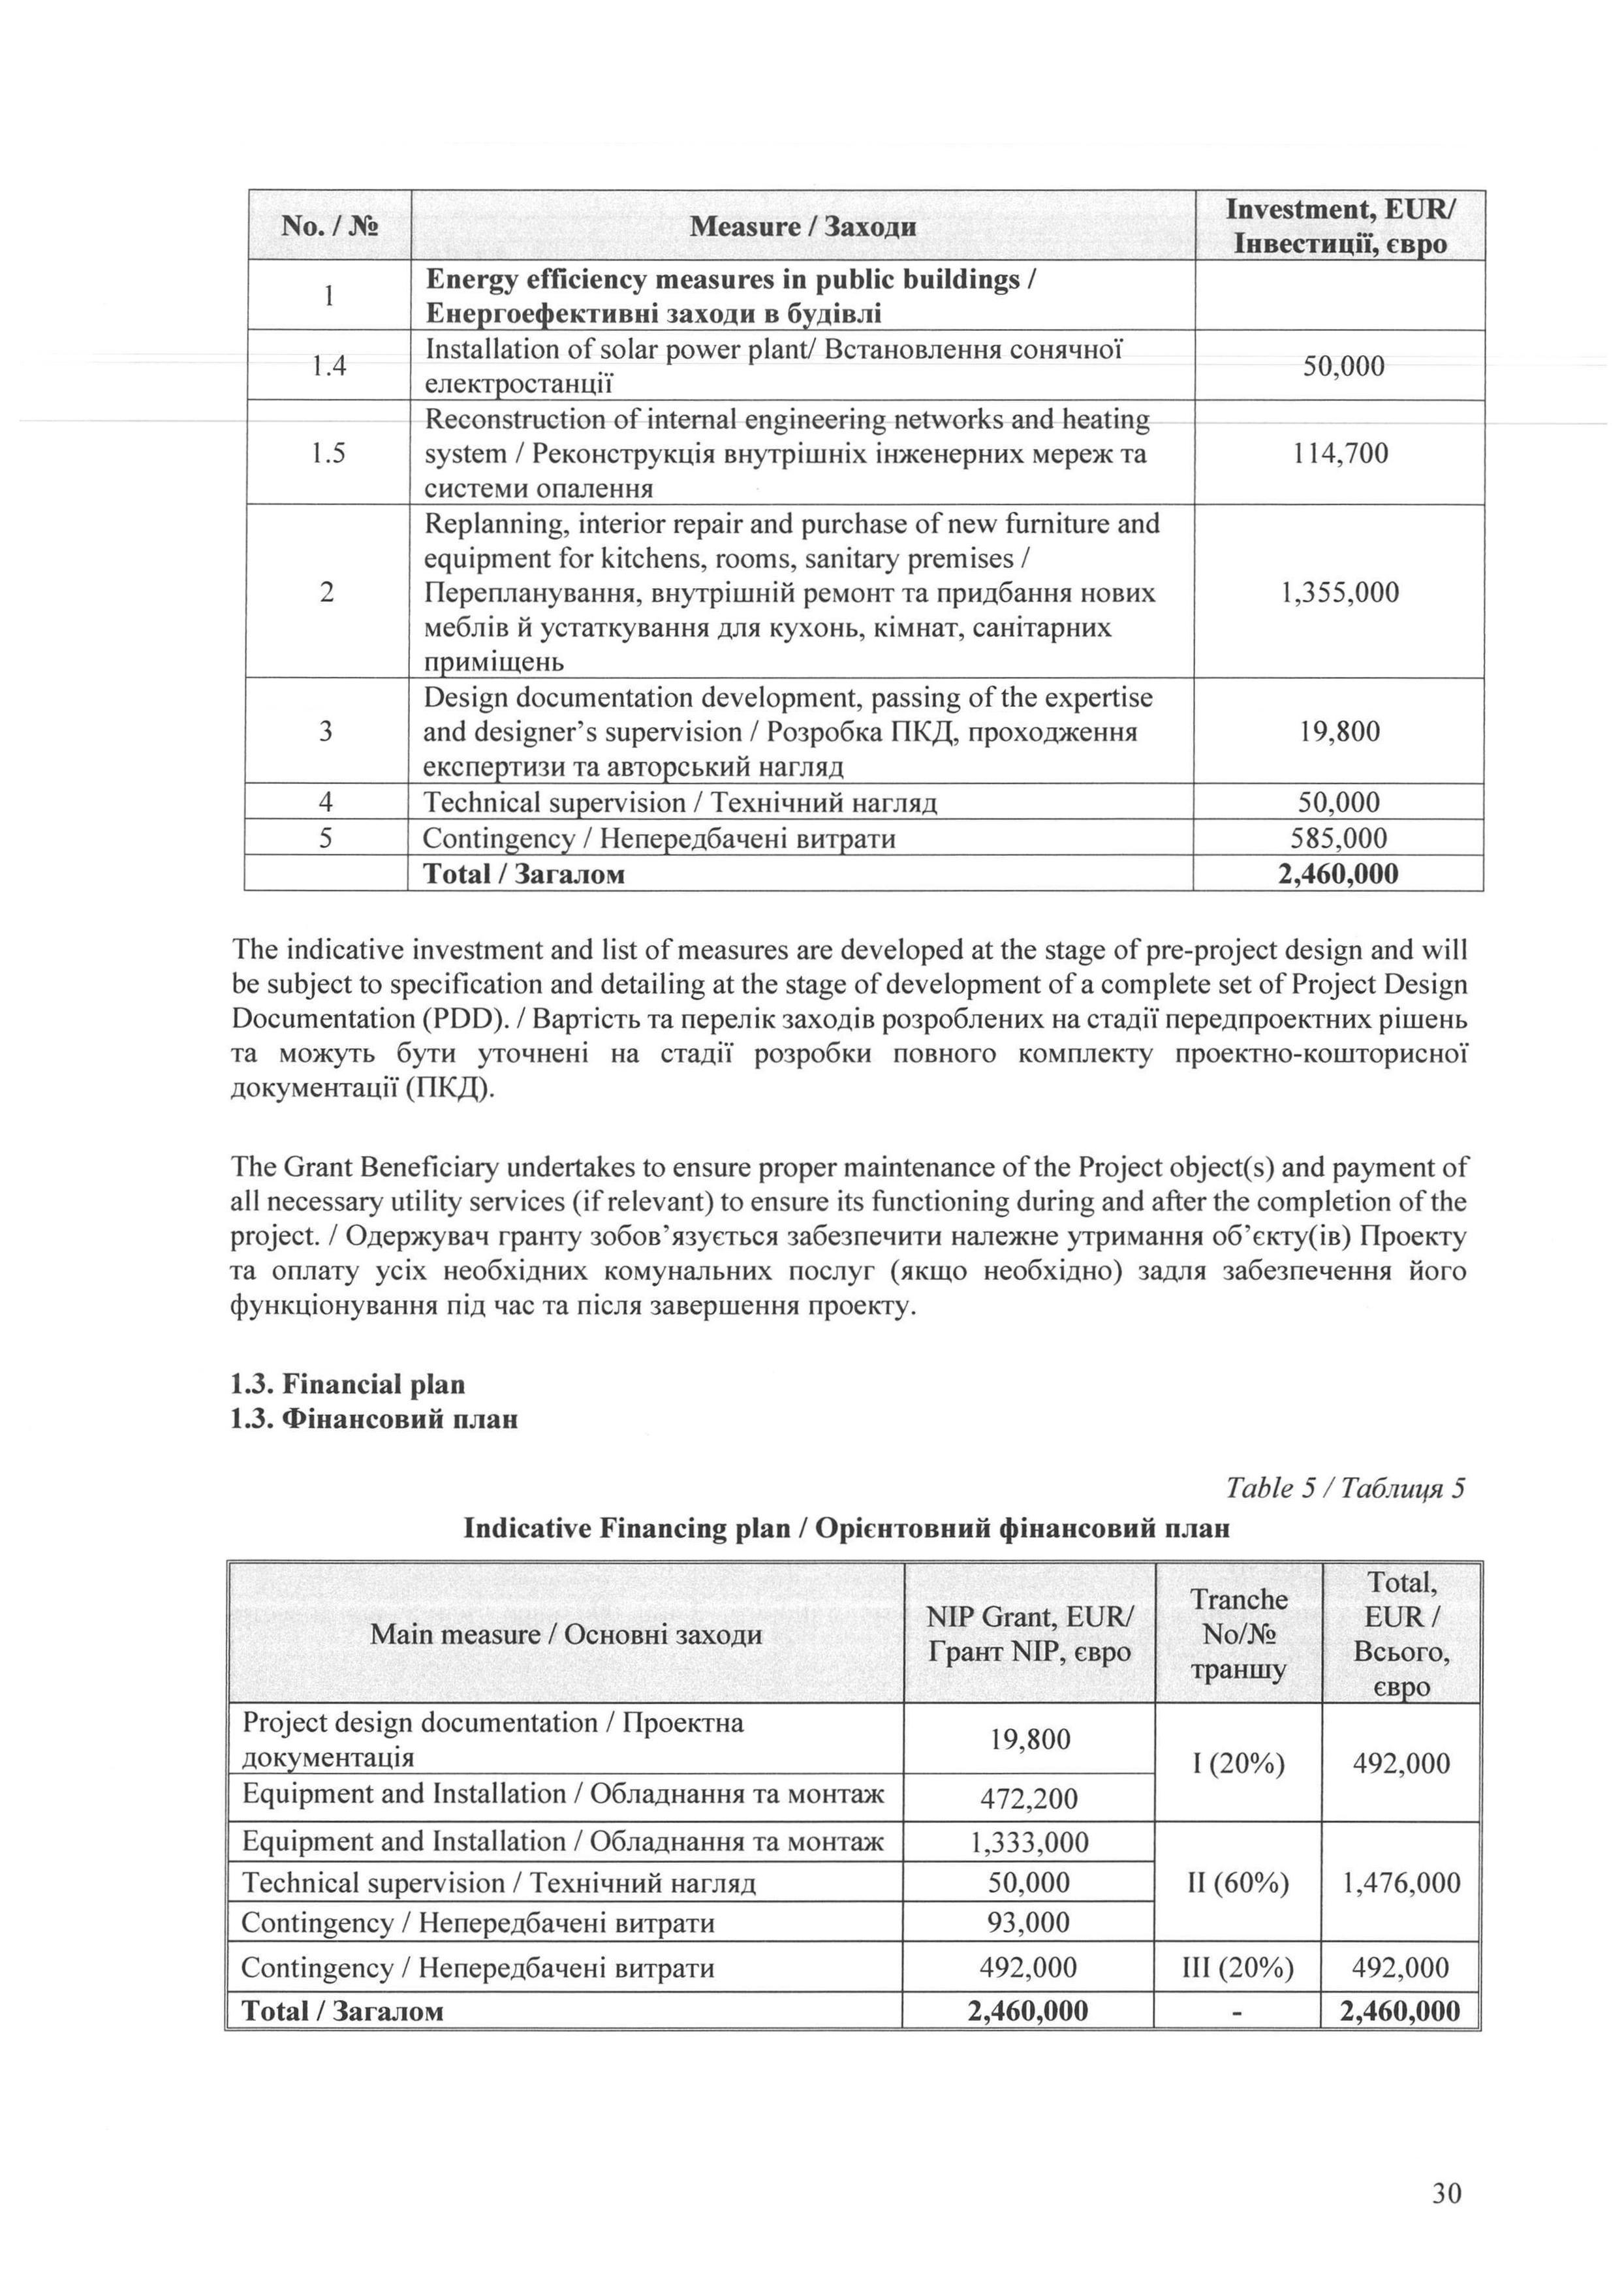 No. / №
Measure / Заходи
Investment, EUR/
Інвестиції, євро
1
Energy efficiency measures in public buildings /
Енергоефективні заходи в будівлі
1.4
Installation of solar power plant/ Встановлення сонячної
електростанції
50,000
1.5
Reconstruction of internal engineering networks and heating
system / Реконструкція внутрішніх інженерних мереж та
системи опалення
114,700
2
Replanning, interior repair and purchase of new furniture and
equipment for kitchens, rooms, sanitary premises /
Перепланування, внутрішній ремонт та придбання нових
меблів й устаткування для кухонь, кімнат, санітарних
приміщень
1,355,000
3
Design documentation development, passing of the expertise
and designer’s supervision / Розробка ПКД, проходження
експертизи та авторський нагляд
19,800
4
Technical supervision / Технічний нагляд
50,000
5
Contingency / Непередбачені витрати
585,000
Total / Загалом
2,460,000
The indicative investment and list of measures are developed at the stage of pre-project design and will
be subject to specification and detailing at the stage of development of a complete set of Project Design
Documentation (PDD). / Вартість та перелік заходів розроблених на стадії передпроектних рішень
та можуть бути уточнені на стадії розробки повного комплекту проектно-кошторисної
документації (ПКД).
The Grant Beneficiary undertakes to ensure proper maintenance of the Project object(s) and payment of
all necessary utility services (if relevant) to ensure its functioning during and after the completion of the
project. / Одержувач гранту зобов’язується забезпечити належне утримання об’єкту(ів) Проекту
та оплату усіх необхідних комунальних послуг (якщо необхідно) задля забезпечення його
функціонування під час та після завершення проекту.
1.3. Financial plan
1.3. Фінансовий план
Table 5 / Таблиця 5
Indicative Financing plan / Орієнтовний фінансовий план
Main measure / Основні заходи
NIP Grant, EUR/
Грант NIP, євро
Tranche
No/№
траншу
Total,
EUR /
Всього,
євро
Project design documentation / Проектна
документація
19,800
I (20%)
492,000
Equipment and Installation / Обладнання та монтаж
472,200
Equipment and Installation / Обладнання та монтаж
1,333,000
Technical supervision / Технічний нагляд
50,000
II (60%)
1,476,000
Contingency / Непередбачені витрати
93,000
Contingency / Непередбачені витрати
492,000
III (20%)
492,000
Total / Загалом
2,460,000
-
2,460,000
30